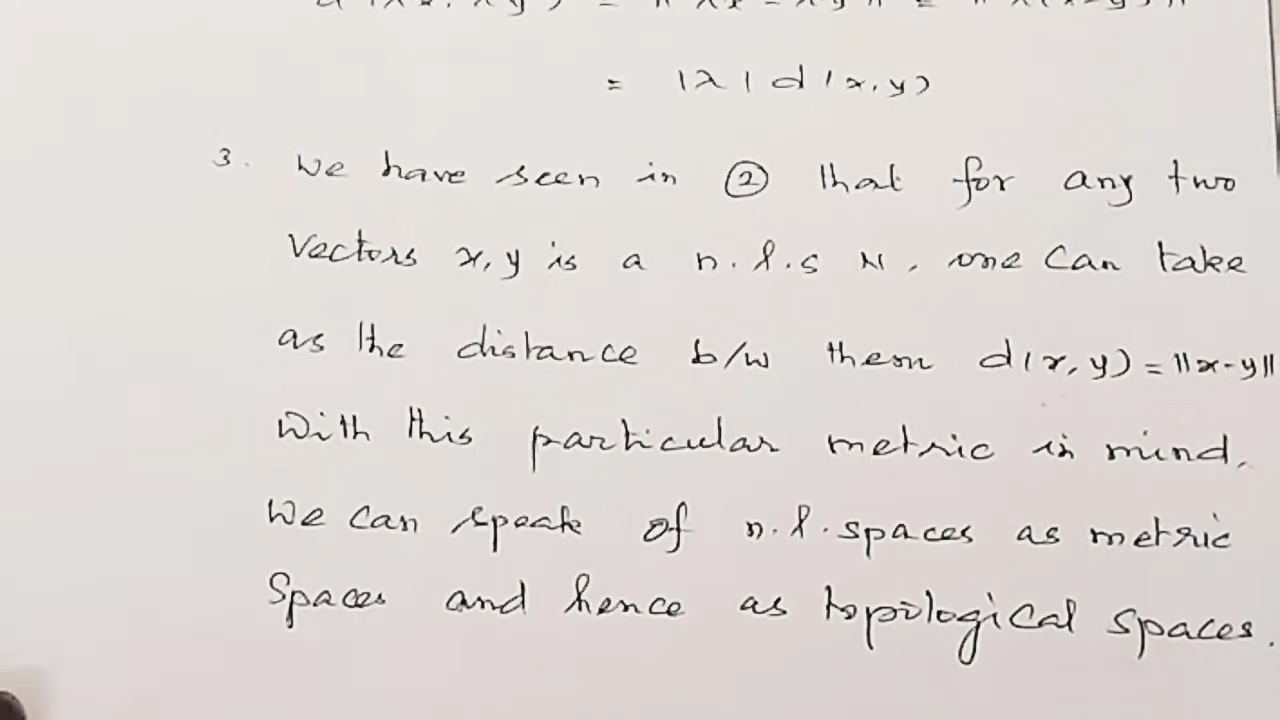 = |λ| d(x, y)
3. We have seen in ② that for any two
Vectors x, y is a n.l.s N, one can take
as the distance b/w them d(x, y) = ||x-y||
With this particular metric in mind,
We can speak of n.l.spaces as metric
Spaces and hence as topological spaces.